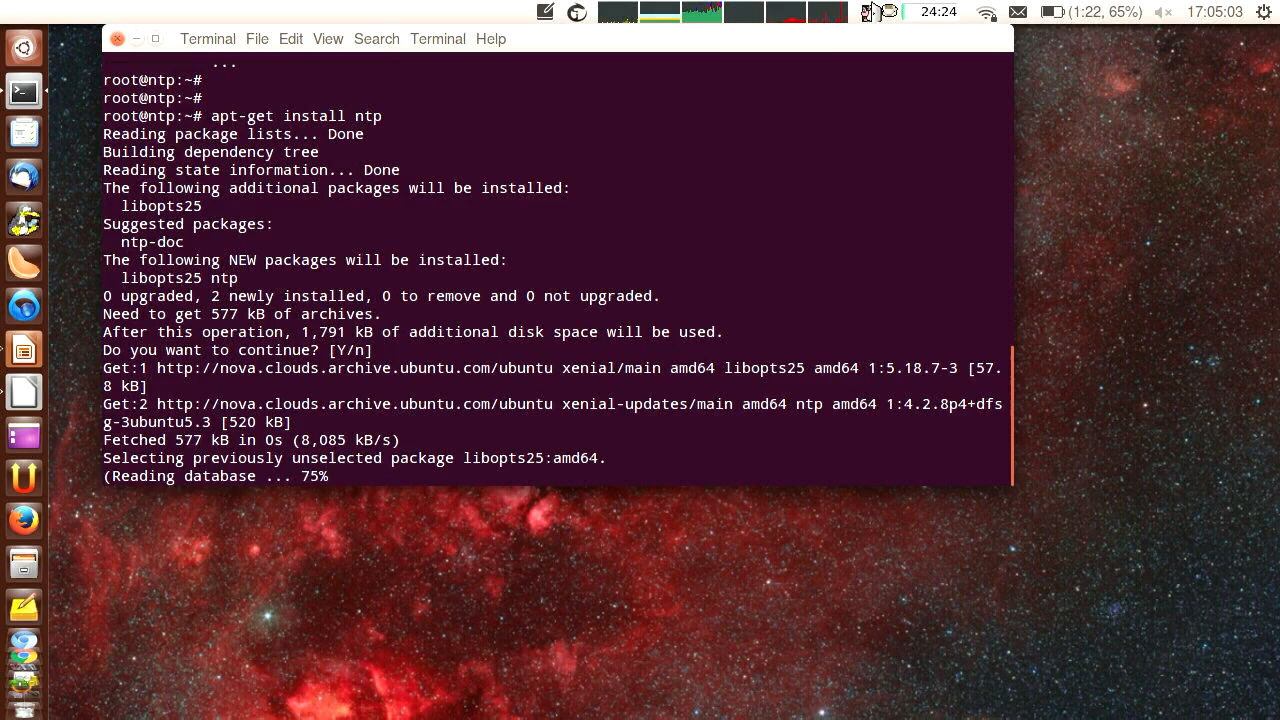 24:24 (1:22, 65%) 17:05:03
Terminal File Edit View Search Terminal Help
...
root@ntp:~#
root@ntp:~#
root@ntp:~# apt-get install ntp
Reading package lists... Done
Building dependency tree
Reading state information... Done
The following additional packages will be installed:
libopts25
Suggested packages:
ntp-doc
The following NEW packages will be installed:
libopts25 ntp
0 upgraded, 2 newly installed, 0 to remove and 0 not upgraded.
Need to get 577 kB of archives.
After this operation, 1,791 kB of additional disk space will be used.
Do you want to continue? [Y/n]
Get:1 http://nova.clouds.archive.ubuntu.com/ubuntu xenial/main amd64 libopts25 amd64 1:5.18.7-3 [57.
8 kB]
Get:2 http://nova.clouds.archive.ubuntu.com/ubuntu xenial-updates/main amd64 ntp amd64 1:4.2.8p4+dfs
g-3ubuntu5.3 [520 kB]
Fetched 577 kB in 0s (8,085 kB/s)
Selecting previously unselected package libopts25:amd64.
(Reading database ... 75%